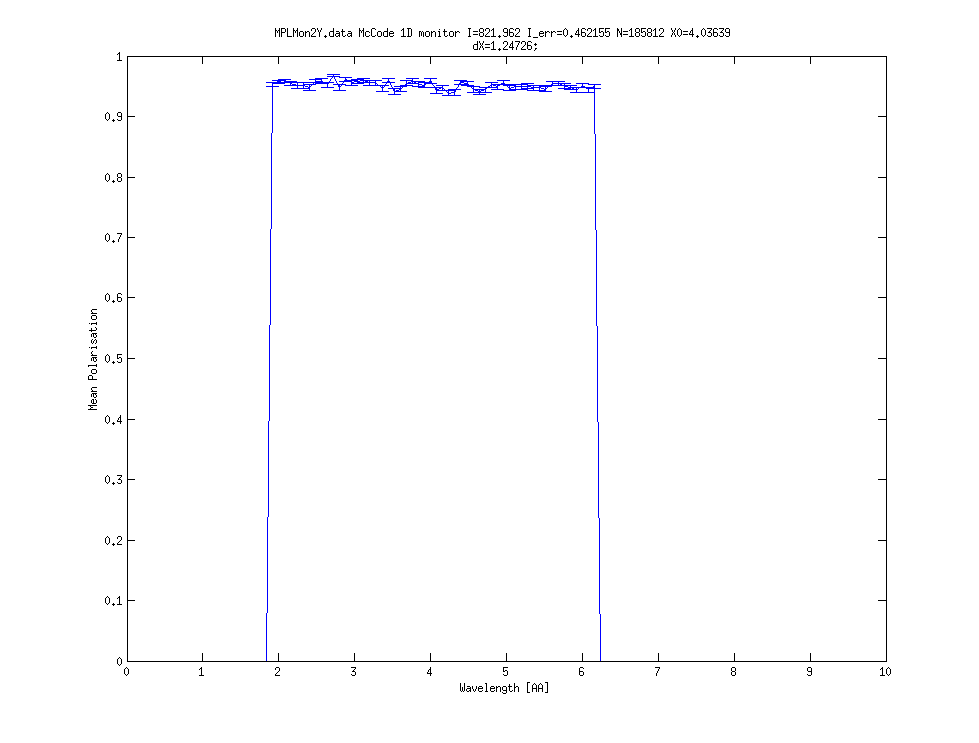 MPLMon2Y.data McCode 1D monitor I=821.962 I_err=0.462155 N=185812 X0=4.03639
dX=1.24726;
1
0.9
0.8
0.7
0.6
0.5
0.4
0.3
0.2
0.1
0
Mean Polarisation
0 1 2 3 4 5 6 7 8 9 10
Wavelength [AA]